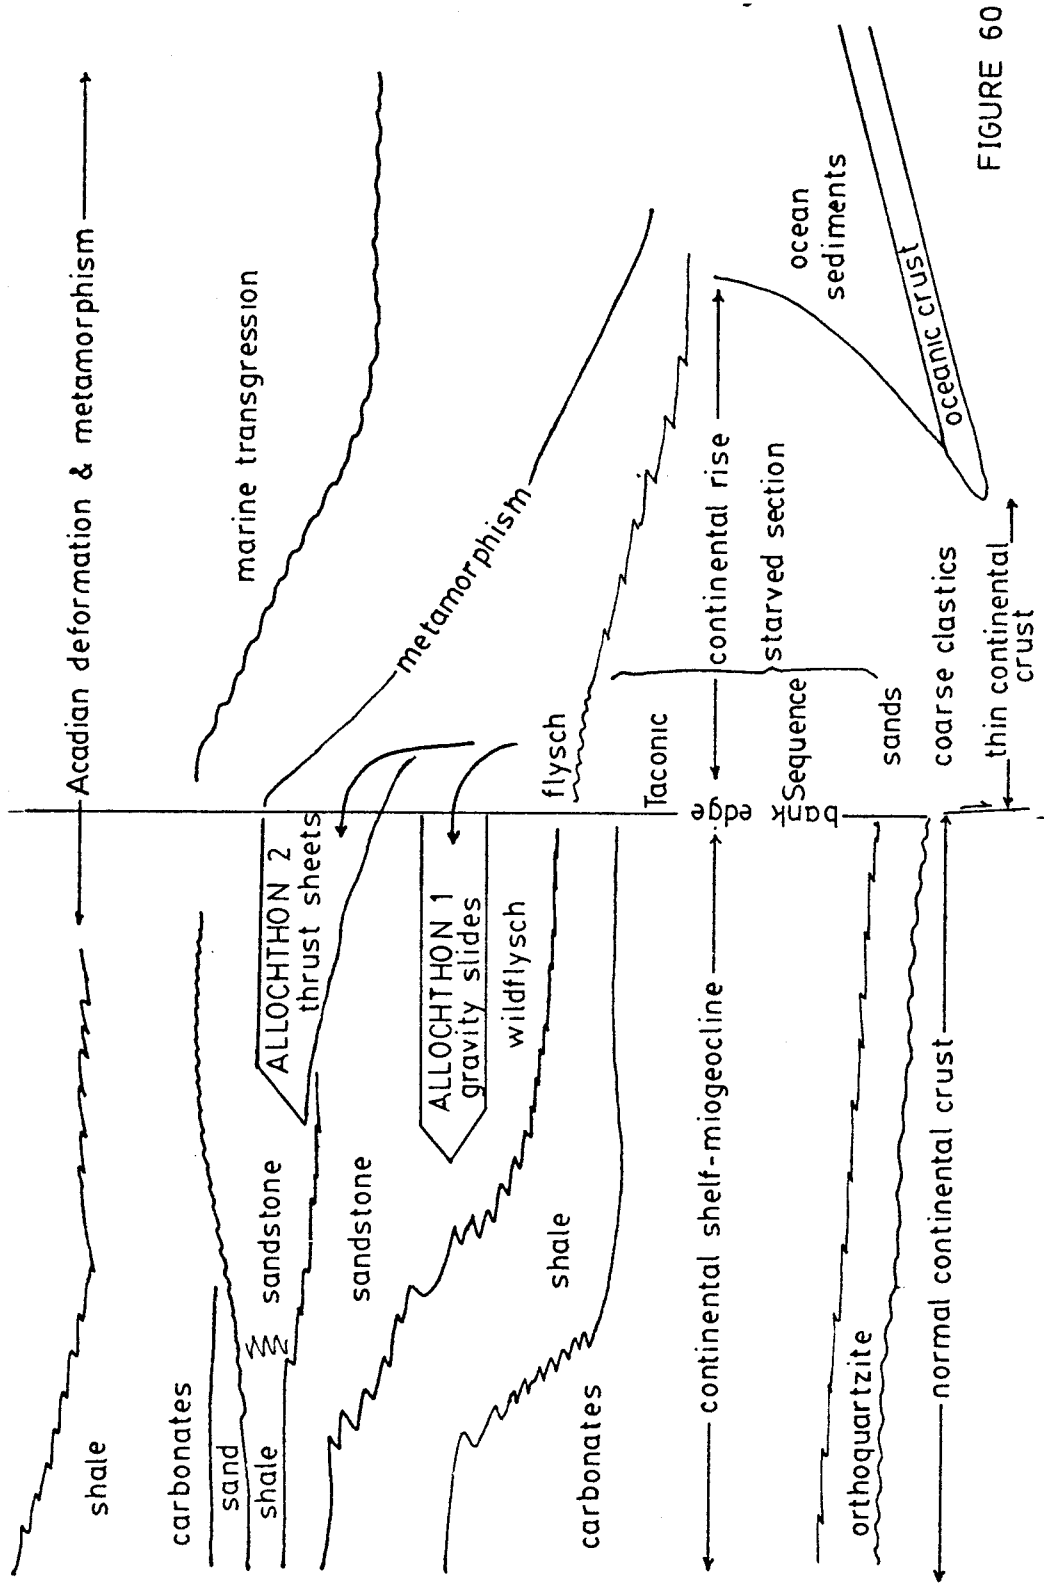 Acadian deformation & metamorphism
shale
marine transgression
carbonates
sand
shale
sandstone
ALLOCHTHON 2
thrust sheets
metamorphism
sandstone
ALLOCHTHON 1
gravity slides
wildflysch
flysch
shale
carbonates
Taconic
Sequence
continental shelf-miogeocline
bank
edge
continental rise
starved section
ocean
sediments
orthoquartzite
sands
coarse clastics
oceanic crust
normal continental crust
thin continental
crust
FIGURE 60